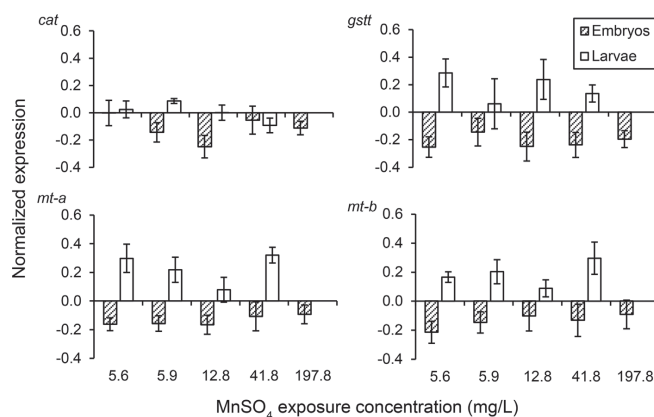 cat
0.6
0.4
0.2
0.0
-0.2
-0.4
gstt
0.6
0.4
0.2
0.0
-0.2
-0.4
Embryos
Larvae
Normalized expression
mt-a
0.6
0.4
0.2
0.0
-0.2
-0.4
5.6 5.9 12.8 41.8 197.8
mt-b
0.6
0.4
0.2
0.0
-0.2
-0.4
5.6 5.9 12.8 41.8 197.8
MnSO4 exposure concentration (mg/L)